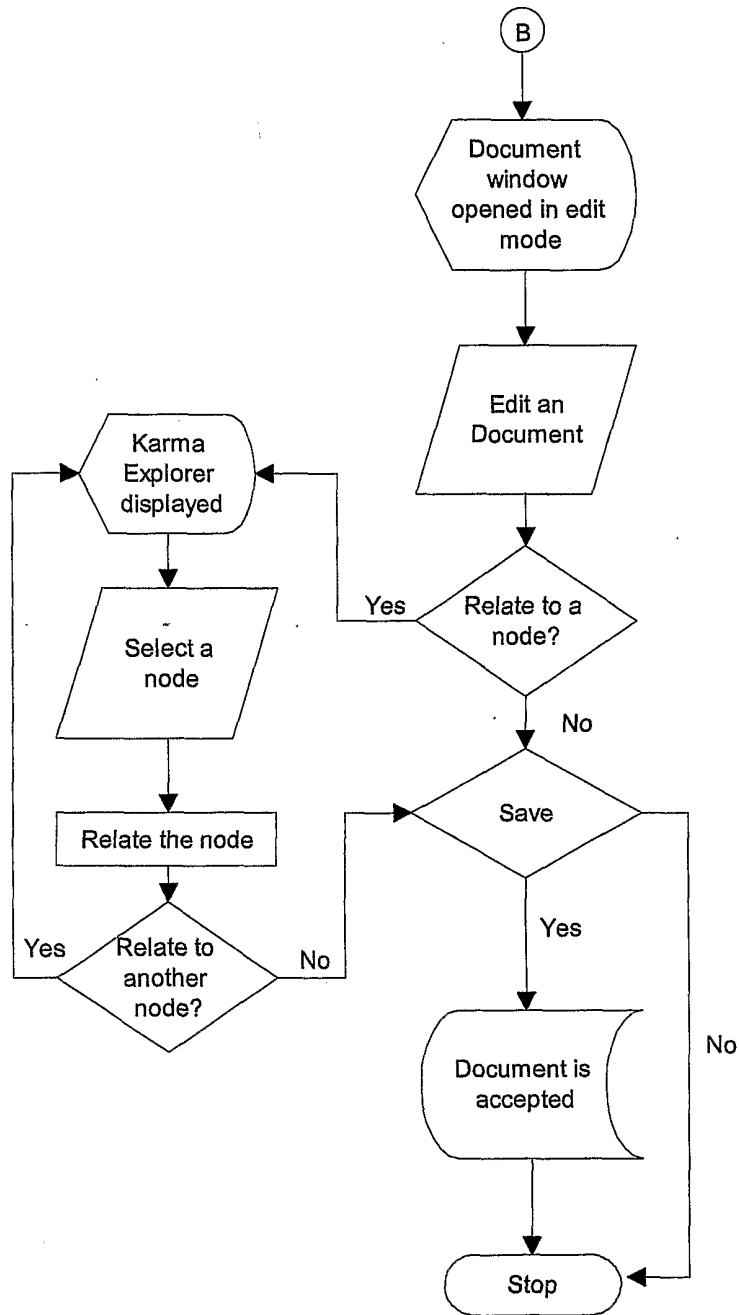 B
Document
window
opened in edit
mode
Edit an
Document
Relate to a
node?
Yes
No
Karma
Explorer
displayed
Select a
node
Relate the node
Relate to
another
node?
Yes
No
Save
Yes
No
Document is
accepted
Stop